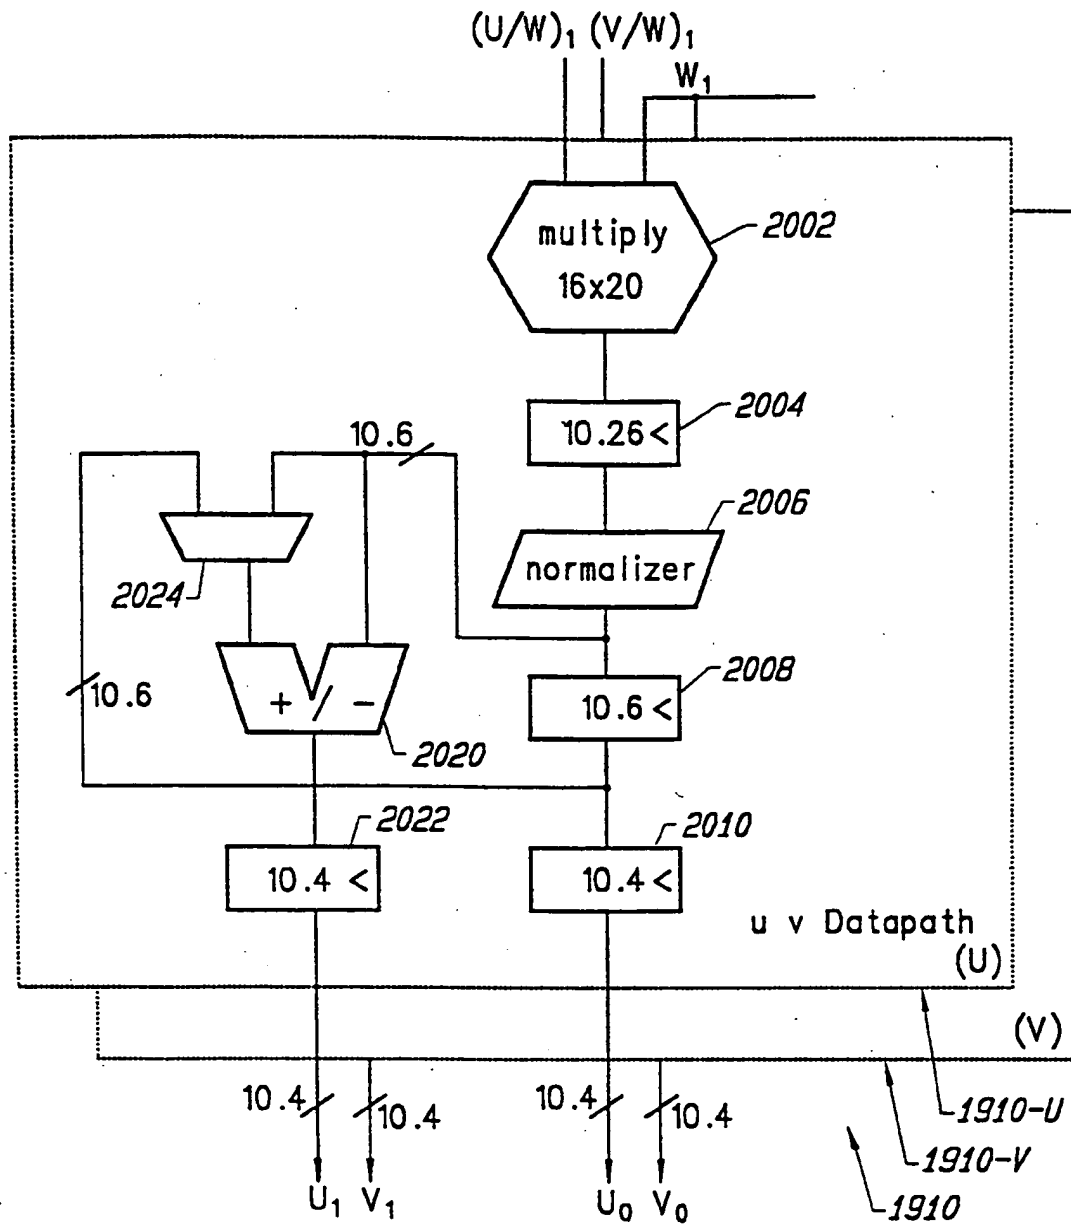 (U/W)₁ (V/W)₁
W₁
multiply
16x20
2002
10.26 <
2004
10.6
2006
normalizer
2024
10.6
2008
10.6 <
+ / -
2020
2022
2010
10.4 <
10.4 <
u v Datapath
(U)
(V)
10.4
10.4
10.4
10.4
1910-U
1910-V
1910
U₁ V₁
U₀ V₀